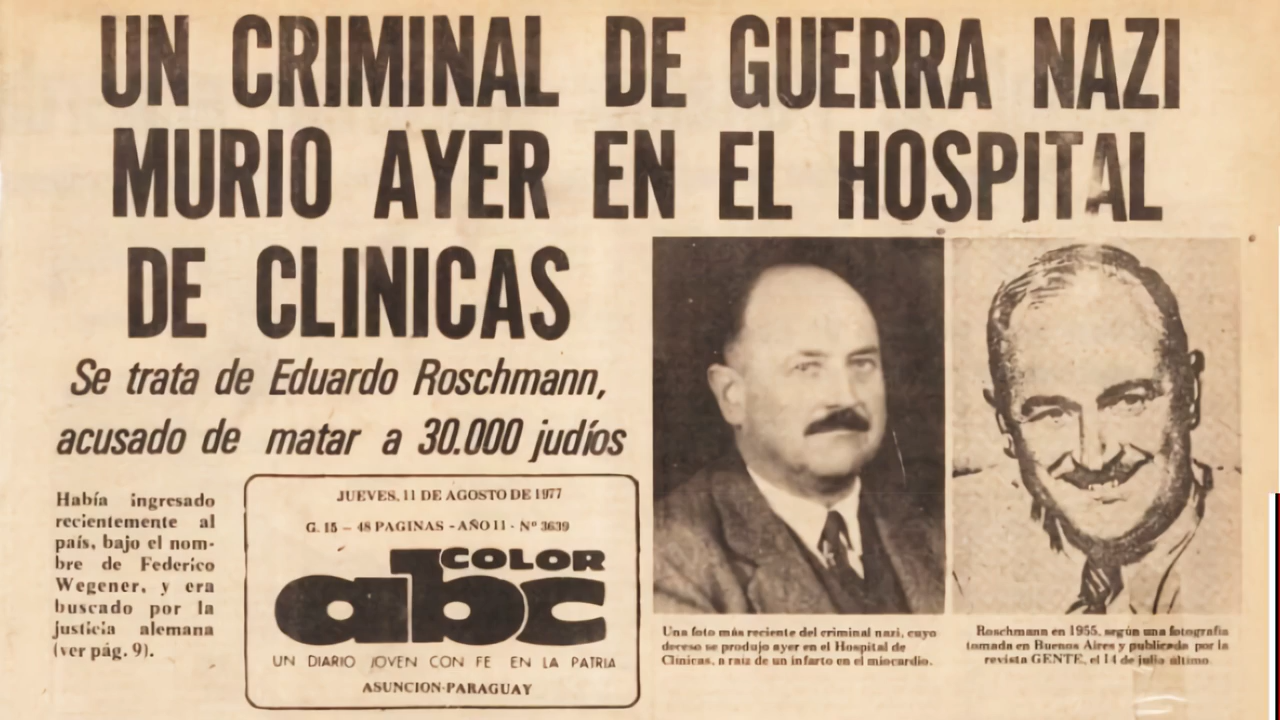 UN CRIMINAL DE GUERRA NAZI
MURIO AYER EN EL HOSPITAL
DE CLINICAS
Se trata de Eduardo Roschmann,
acusado de matar a 30.000 judíos
Había ingresado
recientemente al
país, bajo el nom-
bre de Federico
Wegener, y era
buscado por la
justicia alemana
(ver pág. 9).
JUEVES, 11 DE AGOSTO DE 1977
G. 15 - 48 PAGINAS - AÑO 11 - Nº 3639
abc COLOR
UN DIARIO JOVEN CON FE EN LA PATRIA
ASUNCION-PARAGUAY
Una foto más reciente del criminal nazi, cuyo
deceso se produjo ayer en el Hospital de
Clínicas, a raíz de un infarto en el miocardio.
Roschmann en 1955, según una fotografía
tomada en Buenos Aires y publicada por la
revista GENTE, el 14 de julio último.